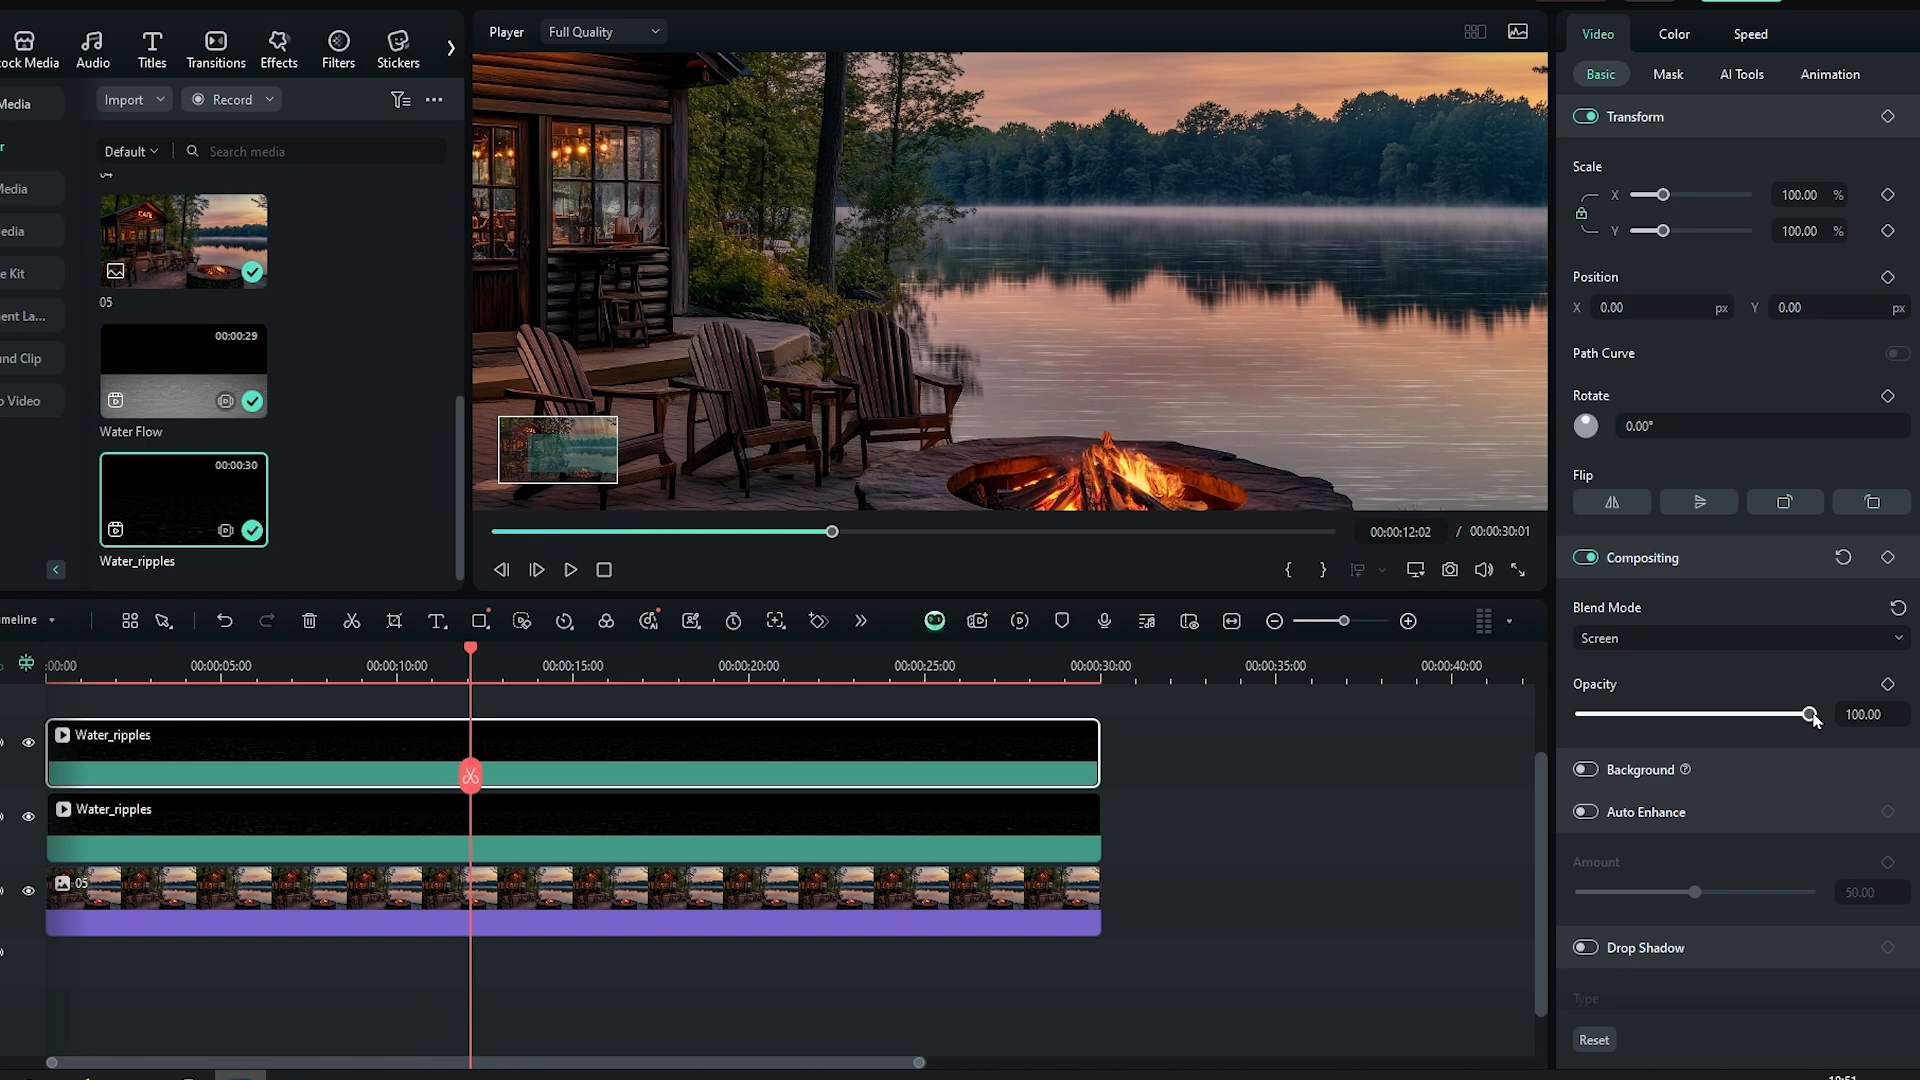 Stock Media
Audio
Titles
Transitions
Effects
Filters
Stickers
Player
Full Quality
Video
Color
Speed
Basic
Mask
AI Tools
Animation
Media
Import
Record
Default
Search media
r
Media
edia
e Kit
ent La...
und Clip
o Video
04
CAFE
05
00:00:29
Water Flow
00:00:30
Water_ripples
00:00:12:02 / 00:00:30:01
Transform
Scale
X 100.00 %
Y 100.00 %
Position
X 0.00 px Y 0.00 px
Path Curve
Rotate
0.00°
Flip
Compositing
Blend Mode
Screen
Opacity
100.00
Background
Auto Enhance
Amount
50.00
Drop Shadow
Type
Reset
meline
:00:00 00:00:05:00 00:00:10:00 00:00:15:00 00:00:20:00 00:00:25:00 00:00:30:00 00:00:35:00 00:00:40:00
Water_ripples
Water_ripples
05